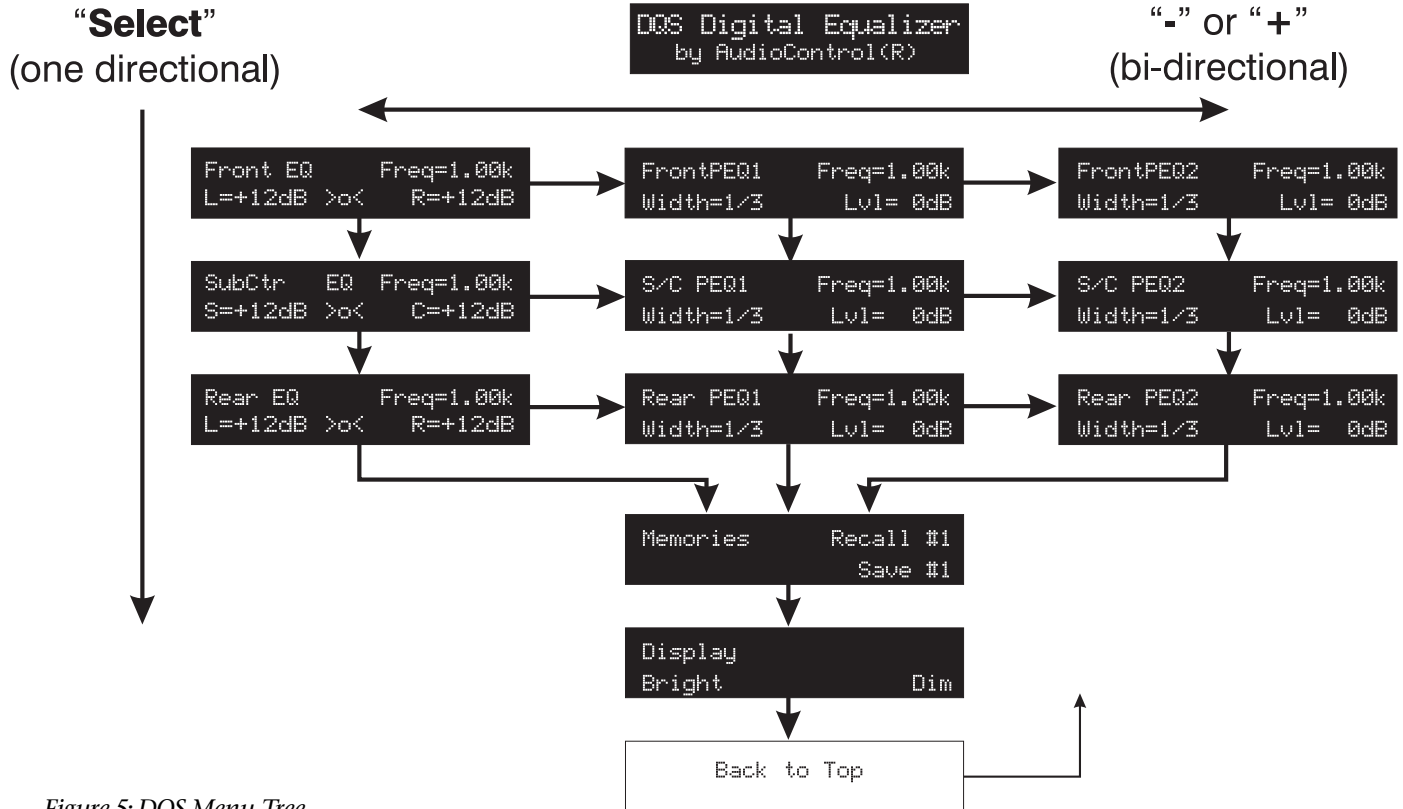 “Select”
(one directional)
DQS Digital Equalizer
by AudioControl(R)
“-” or “+”
(bi-directional)
Front EQ Freq=1.00k
L=+12dB >o< R=+12dB
FrontPEQ1 Freq=1.00k
Width=1/3 Lvl= 0dB
FrontPEQ2 Freq=1.00k
Width=1/3 Lvl= 0dB
SubCtr EQ Freq=1.00k
S=+12dB >o< C=+12dB
S/C PEQ1 Freq=1.00k
Width=1/3 Lvl= 0dB
S/C PEQ2 Freq=1.00k
Width=1/3 Lvl= 0dB
Rear EQ Freq=1.00k
L=+12dB >o< R=+12dB
Rear PEQ1 Freq=1.00k
Width=1/3 Lvl= 0dB
Rear PEQ2 Freq=1.00k
Width=1/3 Lvl= 0dB
Memories Recall #1
Save #1
Display
Bright Dim
Back to Top
Figure 5: DQS Menu Tree